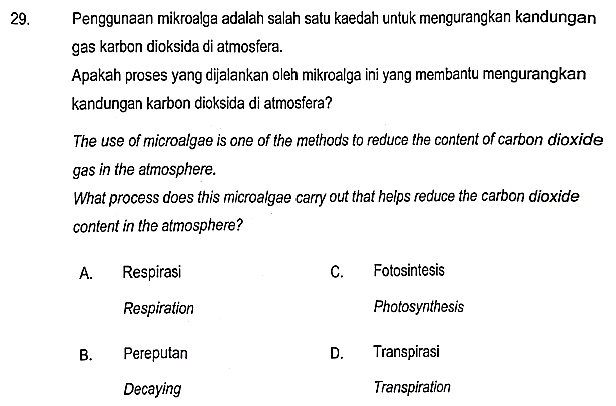 29. Penggunaan mikroalga adalah salah satu kaedah untuk mengurangkan kandungan
gas karbon dioksida di atmosfera.
Apakah proses yang dijalankan oleh mikroalga ini yang membantu mengurangkan
kandungan karbon dioksida di atmosfera?
The use of microalgae is one of the methods to reduce the content of carbon dioxide
gas in the atmosphere.
What process does this microalgae carry out that helps reduce the carbon dioxide
content in the atmosphere?
A. Respirasi C. Fotosintesis
Respiration Photosynthesis
B. Pereputan D. Transpirasi
Decaying Transpiration